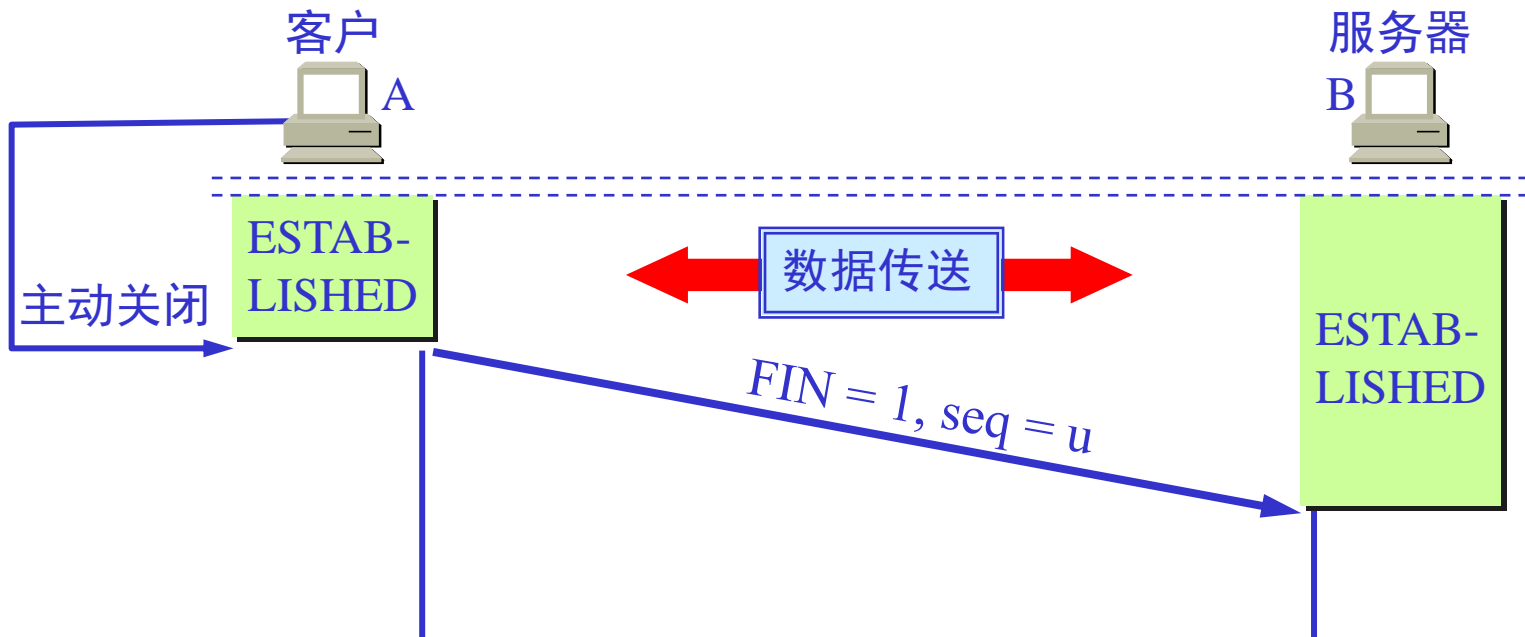 客户
服务器
A
B
ESTAB-
LISHED
数据传送
主动关闭
ESTAB-
LISHED
FIN = 1, seq = u